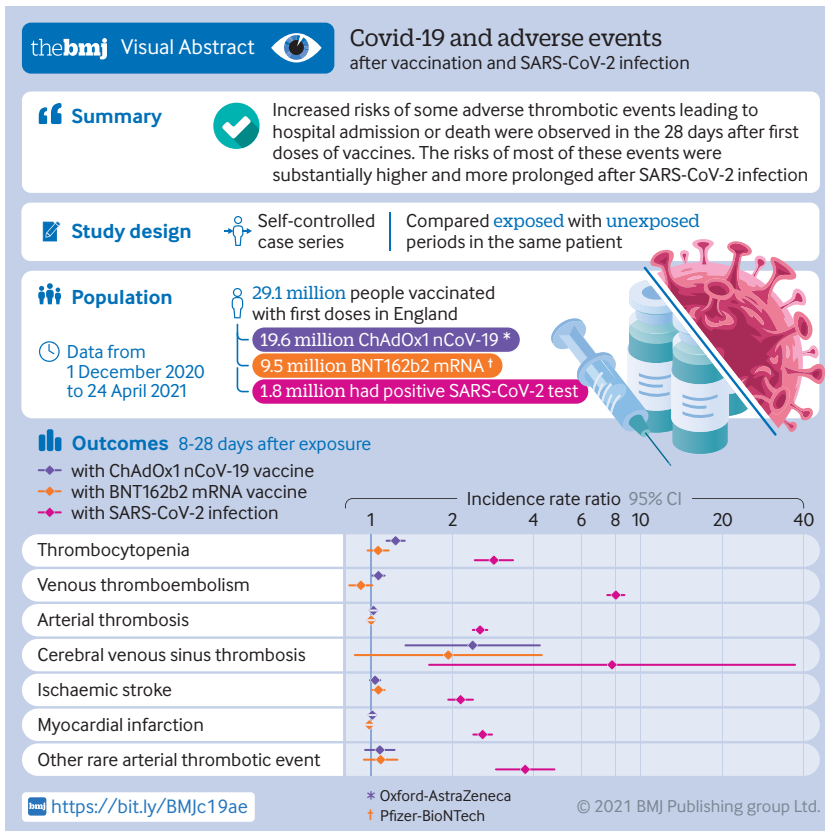 thebmj Visual Abstract
Covid-19 and adverse events
after vaccination and SARS-CoV-2 infection
Summary
Increased risks of some adverse thrombotic events leading to
hospital admission or death were observed in the 28 days after first
doses of vaccines. The risks of most of these events were
substantially higher and more prolonged after SARS-CoV-2 infection
Study design
Self-controlled
case series
Compared exposed with unexposed
periods in the same patient
Population
Data from
1 December 2020
to 24 April 2021
29.1 million people vaccinated
with first doses in England
19.6 million ChAdOx1 nCoV-19 *
9.5 million BNT162b2 mRNA †
1.8 million had positive SARS-CoV-2 test
Outcomes 8-28 days after exposure
with ChAdOx1 nCoV-19 vaccine
with BNT162b2 mRNA vaccine
with SARS-CoV-2 infection
Incidence rate ratio 95% CI
1 2 4 6 8 10 20 40
Thrombocytopenia
Venous thromboembolism
Arterial thrombosis
Cerebral venous sinus thrombosis
Ischaemic stroke
Myocardial infarction
Other rare arterial thrombotic event
bmj https://bit.ly/BMJc19ae
* Oxford-AstraZeneca
† Pfizer-BioNTech
© 2021 BMJ Publishing group Ltd.